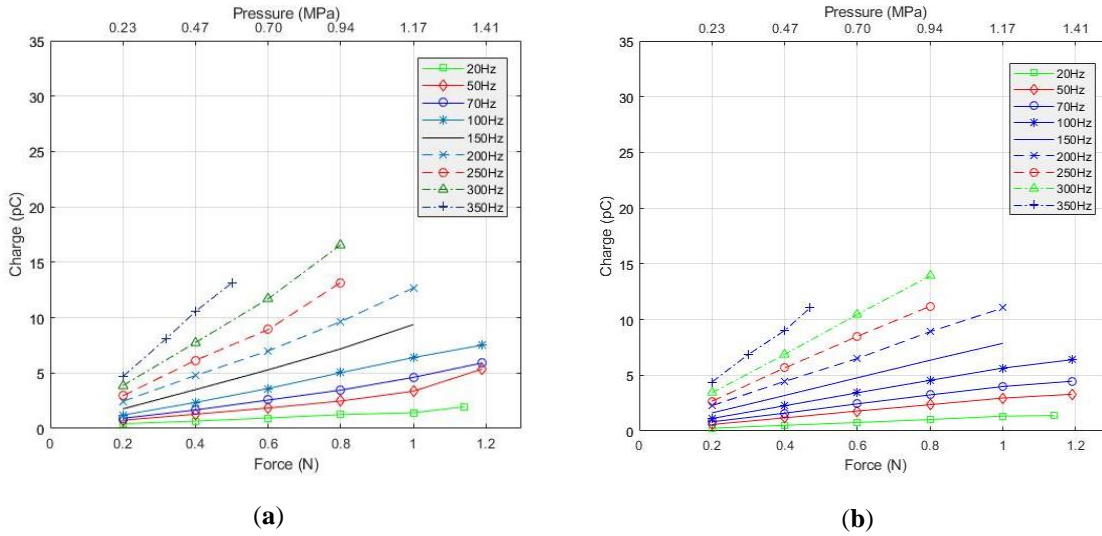 Pressure (MPa)
0.23 0.47 0.70 0.94 1.17 1.41
35
30
25
20
15
10
5
0
Charge (pC)
20Hz
50Hz
70Hz
100Hz
150Hz
200Hz
250Hz
300Hz
350Hz
0 0.2 0.4 0.6 0.8 1 1.2
Force (N)
(a)
Pressure (MPa)
0.23 0.47 0.70 0.94 1.17 1.41
35
30
25
20
15
10
5
0
Charge (pC)
20Hz
50Hz
70Hz
100Hz
150Hz
200Hz
250Hz
300Hz
350Hz
0 0.2 0.4 0.6 0.8 1 1.2
Force (N)
(b)